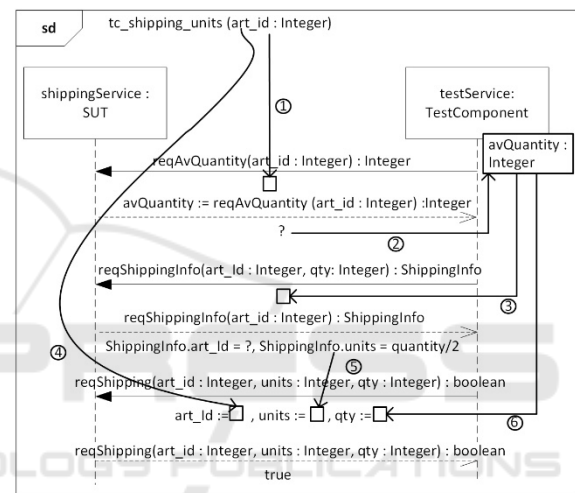 sd
tc_shipping_units (art_id : Integer)
shippingService :
SUT
testService:
TestComponent
①
avQuantity :
Integer
reqAvQuantity(art_id : Integer) : Integer
avQuantity := reqAvQuantity (art_id : Integer) :Integer
?
②
reqShippingInfo(art_Id : Integer, qty: Integer) : ShippingInfo
③
reqShippingInfo(art_id : Integer) : ShippingInfo
④
ShippingInfo.art_Id = ?, ShippingInfo.units = quantity/2
⑤
reqShipping(art_id : Integer, units : Integer, qty : Integer) : boolean
art_Id := , units := , qty :=
⑥
reqShipping(art_id : Integer, units : Integer, qty : Integer) : boolean
true